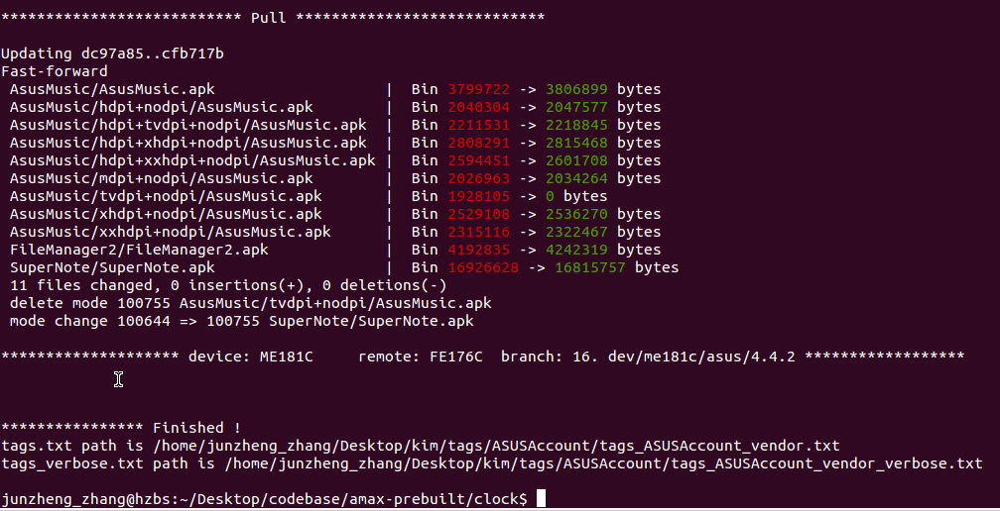 *************************** Pull ****************************
Updating dc97a85..cfb717b
Fast-forward
AsusMusic/AsusMusic.apk | Bin 3799722 -> 3806899 bytes
AsusMusic/hdpi+nodpi/AsusMusic.apk | Bin 2040304 -> 2047577 bytes
AsusMusic/hdpi+tvdpi+nodpi/AsusMusic.apk | Bin 2211531 -> 2218845 bytes
AsusMusic/hdpi+xhdpi+nodpi/AsusMusic.apk | Bin 2808291 -> 2815468 bytes
AsusMusic/hdpi+xxhdpi+nodpi/AsusMusic.apk | Bin 2594451 -> 2601708 bytes
AsusMusic/mdpi+nodpi/AsusMusic.apk | Bin 2026963 -> 2034264 bytes
AsusMusic/tvdpi+nodpi/AsusMusic.apk | Bin 1928105 -> 0 bytes
AsusMusic/xhdpi+nodpi/AsusMusic.apk | Bin 2529108 -> 2536270 bytes
AsusMusic/xxhdpi+nodpi/AsusMusic.apk | Bin 2315116 -> 2322467 bytes
FileManager2/FileManager2.apk | Bin 4192835 -> 4242319 bytes
SuperNote/SuperNote.apk | Bin 16926628 -> 16815757 bytes
11 files changed, 0 insertions(+), 0 deletions(-)
delete mode 100755 AsusMusic/tvdpi+nodpi/AsusMusic.apk
mode change 100644 => 100755 SuperNote/SuperNote.apk
******************** device: ME181C remote: FE176C branch: 16. dev/me181c/asus/4.4.2 ******************
**************** Finished !
tags.txt path is /home/junzheng_zhang/Desktop/kim/tags/ASUSAccount/tags_ASUSAccount_vendor.txt
tags_verbose.txt path is /home/junzheng_zhang/Desktop/kim/tags/ASUSAccount/tags_ASUSAccount_vendor_verbose.txt
junzheng_zhang@hzbs:~/Desktop/codebase/amax-prebuilt/clock$